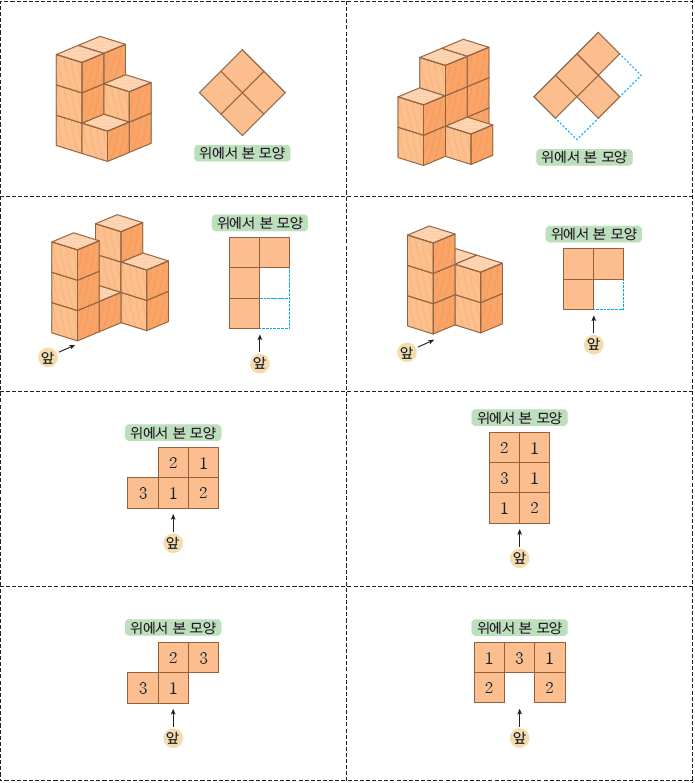 위에서 본 모양
위에서 본 모양
위에서 본 모양
앞
앞
위에서 본 모양
앞
앞
위에서 본 모양
2 1
3 1 2
앞
위에서 본 모양
2 1
3 1
1 2
앞
위에서 본 모양
2 3
3 1
앞
위에서 본 모양
1 3 1
2 2
앞